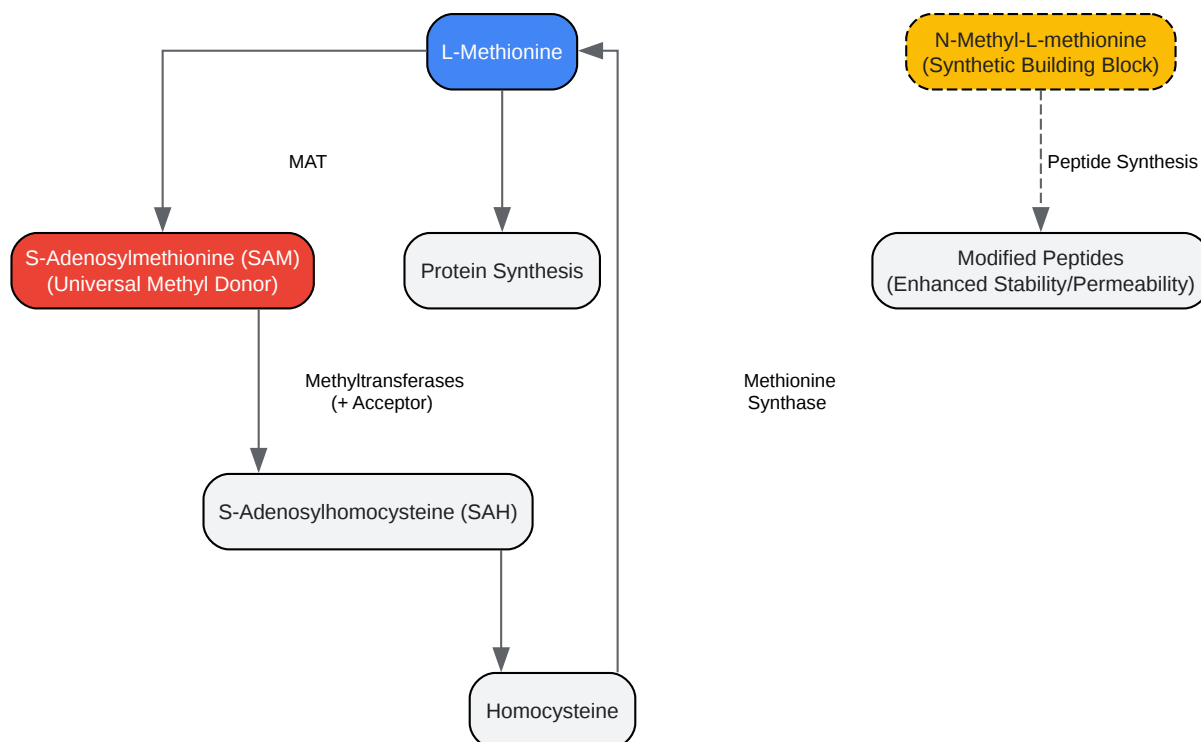 L-Methionine
N-Methyl-L-methionine
(Synthetic Building Block)
MAT
Peptide Synthesis
S-Adenosylmethionine (SAM)
(Universal Methyl Donor)
Protein Synthesis
Modified Peptides
(Enhanced Stability/Permeability)
Methyltransferases
(+ Acceptor)
Methionine
Synthase
S-Adenosylhomocysteine (SAH)
Homocysteine